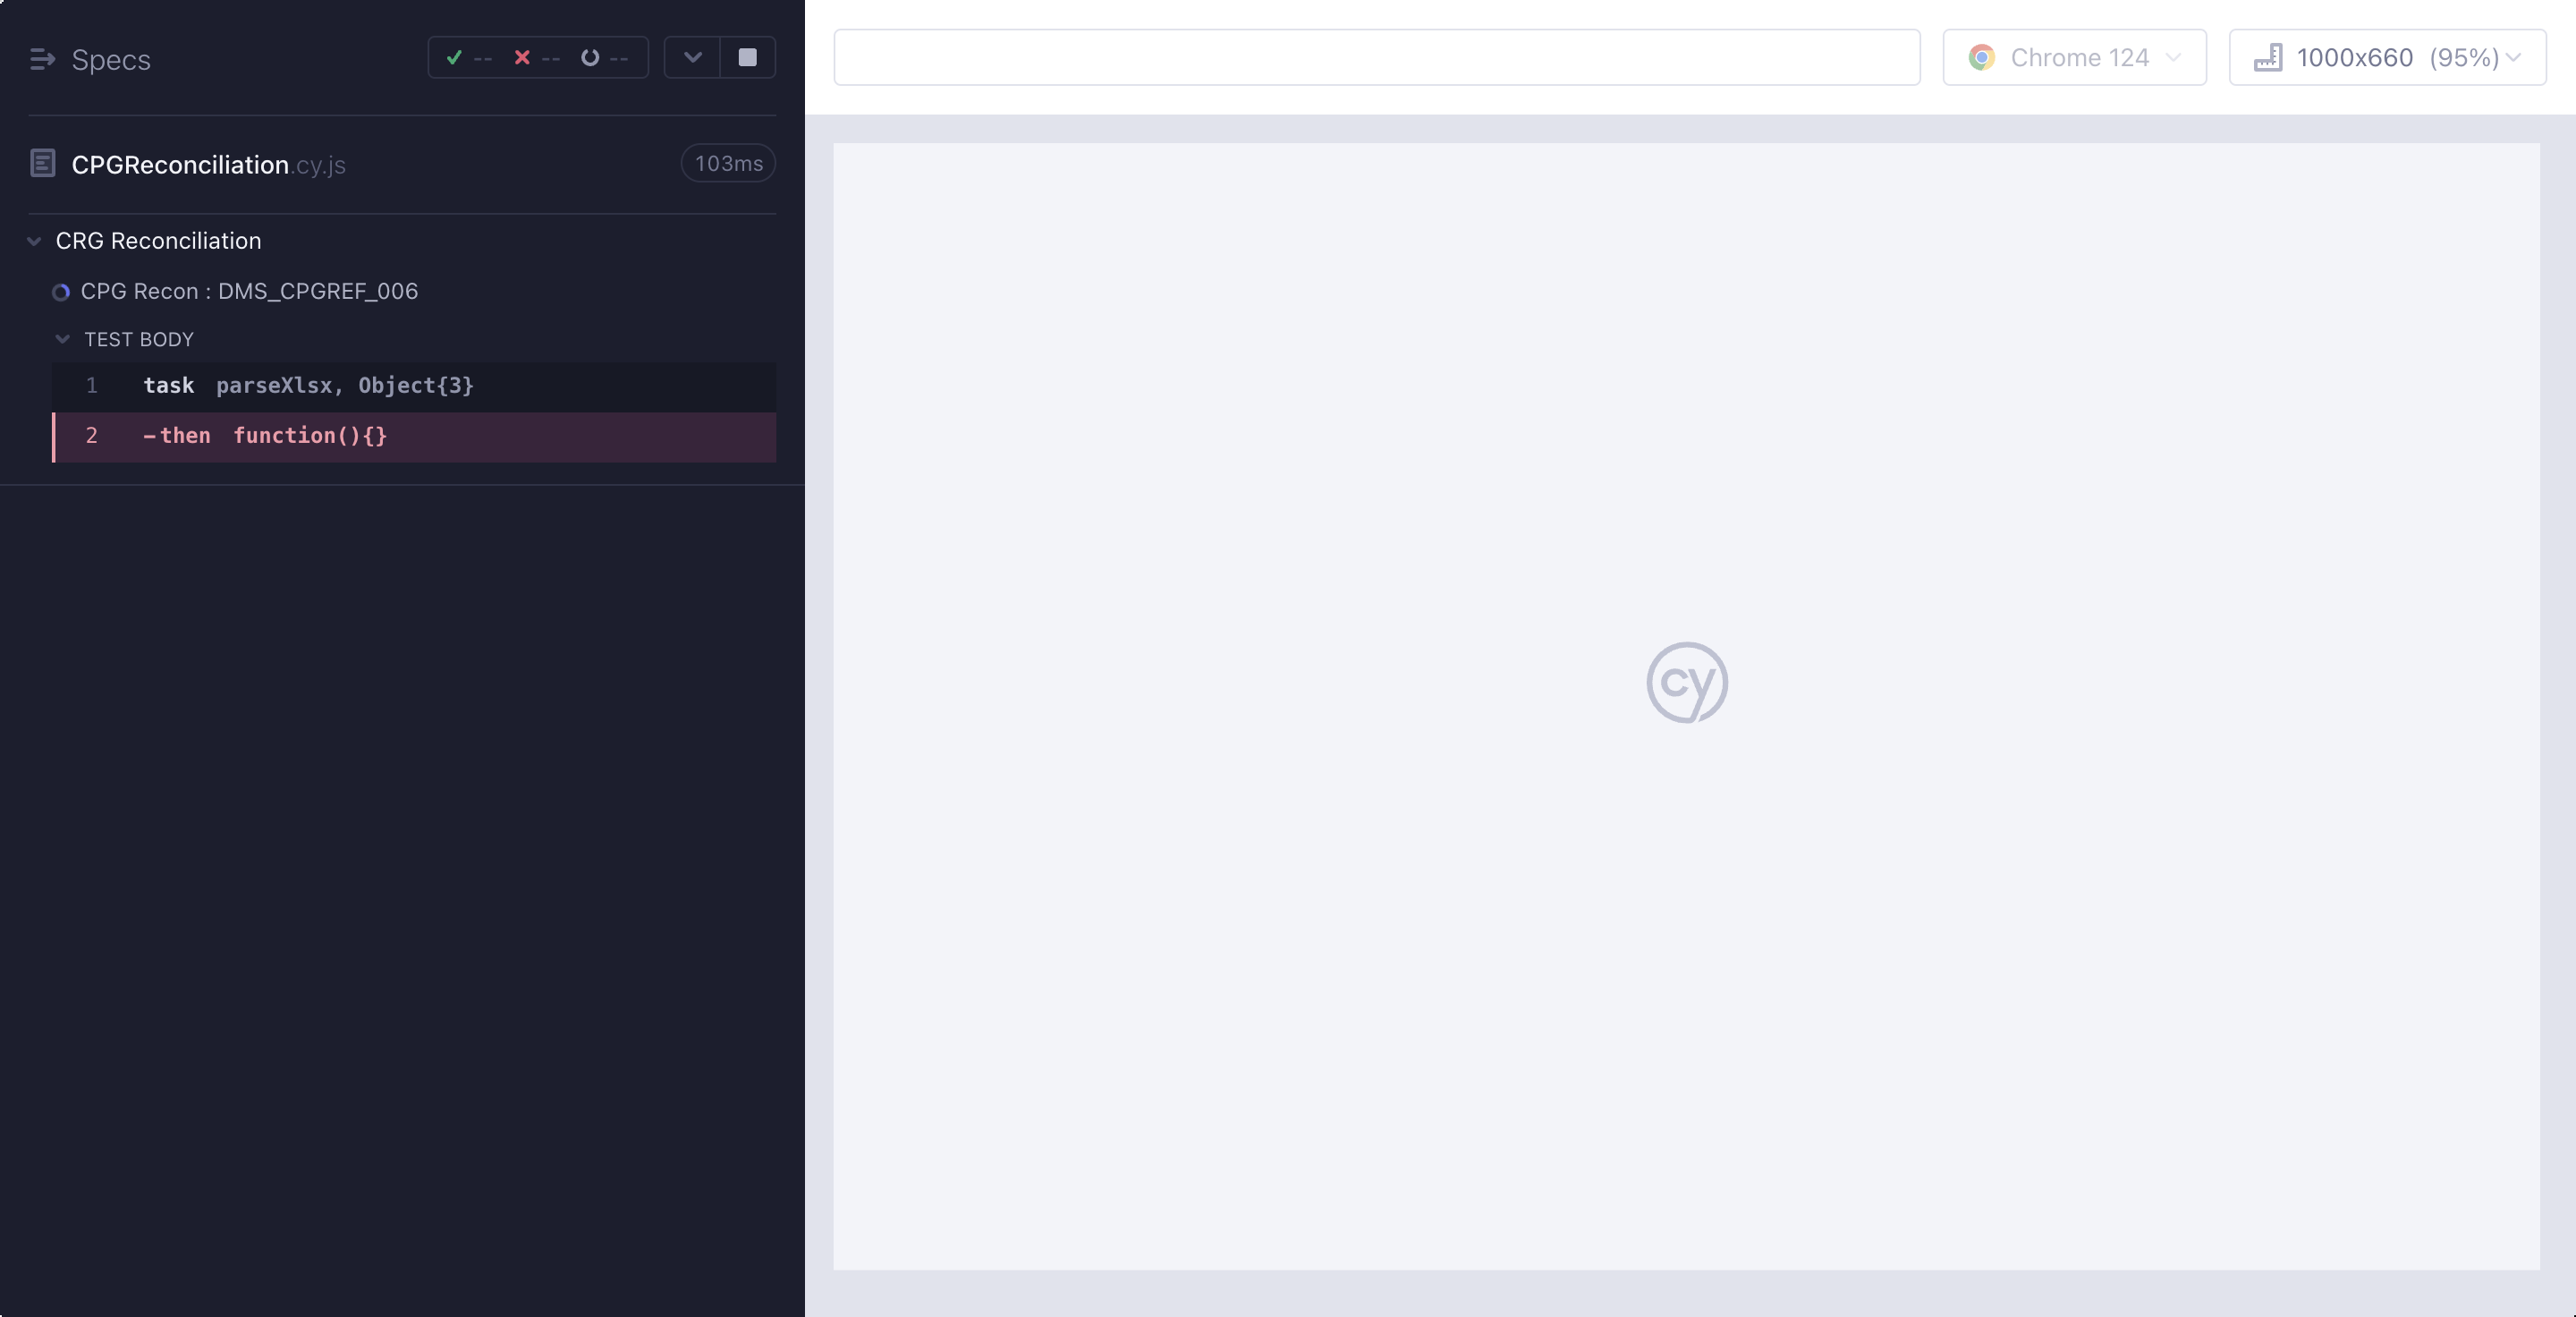 Specs
-- -- --
CPGReconciliation.cy.js 103ms
CRG Reconciliation
CPG Recon : DMS_CPGREF_006
TEST BODY
1 task parseXlsx, Object{3}
2 -then function(){}
Chrome 124
1000x660 (95%)
cy